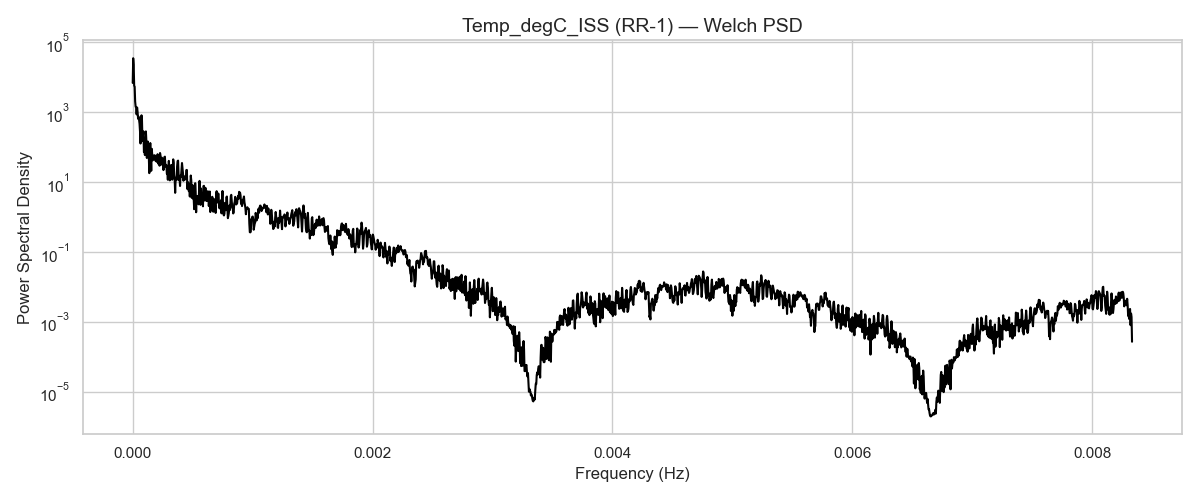 Temp_degC_ISS (RR-1) — Welch PSD
Power Spectral Density
10^5
10^3
10^1
10^−1
10^−3
10^−5
0.000 0.002 0.004 0.006 0.008
Frequency (Hz)